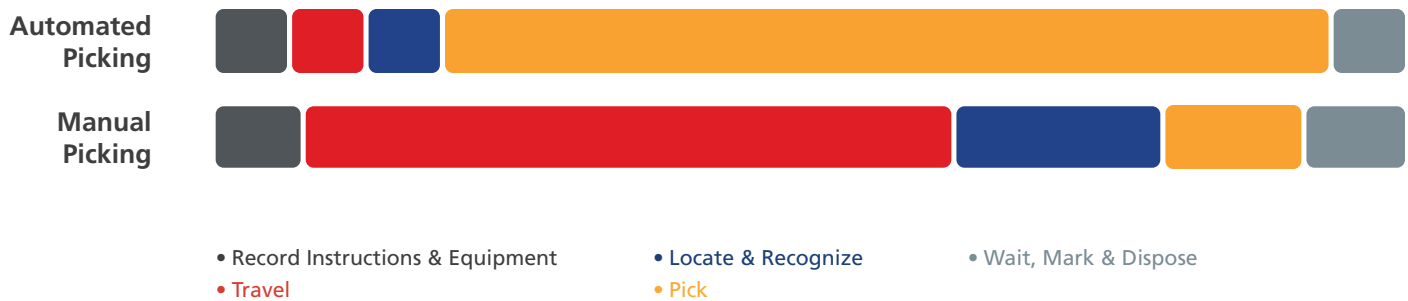 Automated
Picking
Manual
Picking
• Record Instructions & Equipment
• Travel
• Locate & Recognize
• Pick
• Wait, Mark & Dispose